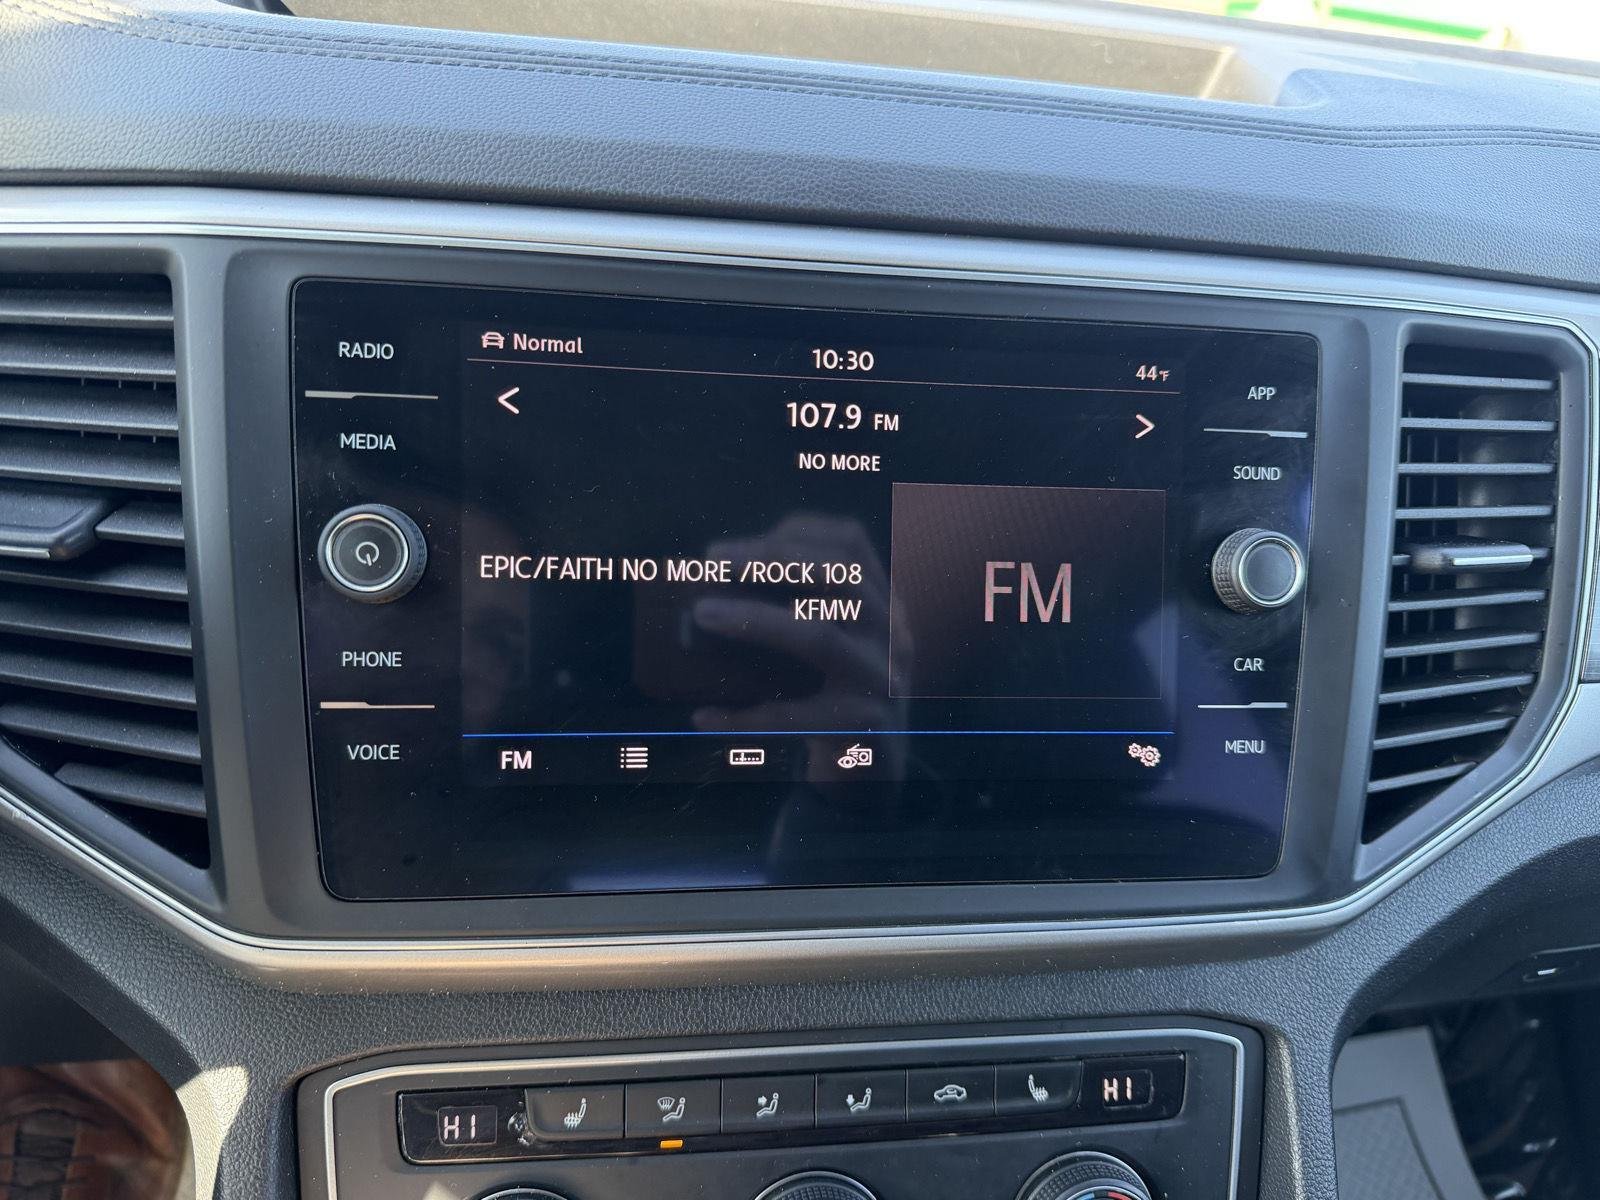 RADIO
MEDIA
PHONE
VOICE
Normal
10:30
44°F
<
107.9 FM
>
NO MORE
EPIC/FAITH NO MORE /ROCK 108
KFMW
FM
FM
APP
SOUND
CAR
MENU
HI
HI